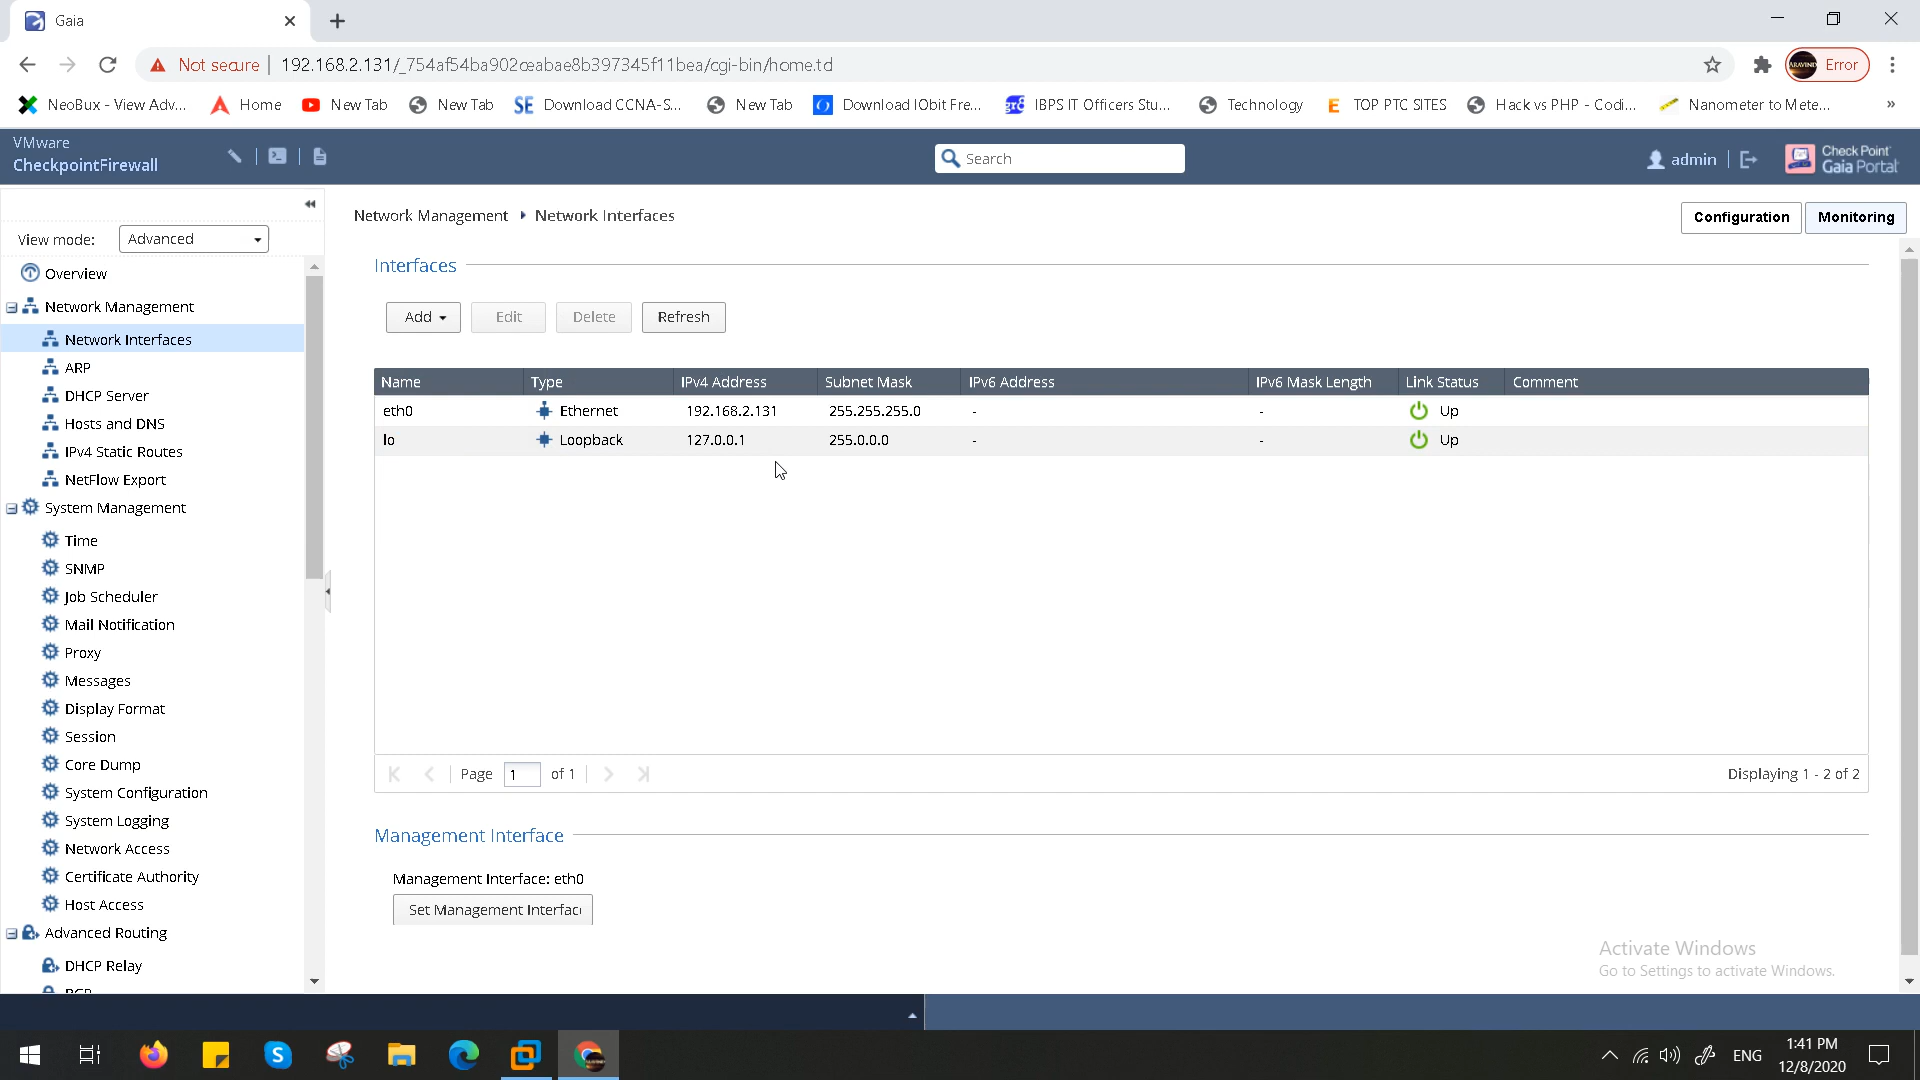 Gaia
Not secure 192.168.2.131/_754af54ba902ceabae8b397345f11bea/cgi-bin/home.td
Error
NeoBux - View Adv...
Home
New Tab
New Tab
SE Download CCNA-S...
New Tab
Download IObit Fre...
IBPS IT Officers Stu...
Technology
E TOP PTC SITES
Hack vs PHP - Codi...
Nanometer to Mete...
VMware
CheckpointFirewall
Search
admin
Check Point
Gaia Portal
View mode: Advanced
Overview
Network Management
Network Interfaces
ARP
DHCP Server
Hosts and DNS
IPv4 Static Routes
NetFlow Export
System Management
Time
SNMP
Job Scheduler
Mail Notification
Proxy
Messages
Display Format
Session
Core Dump
System Configuration
System Logging
Network Access
Certificate Authority
Host Access
Advanced Routing
DHCP Relay
BGP
Network Management Network Interfaces
Configuration Monitoring
Interfaces
Add Edit Delete Refresh
Name Type IPv4 Address Subnet Mask IPv6 Address IPv6 Mask Length Link Status Comment
eth0 Ethernet 192.168.2.131 255.255.255.0 - - Up
lo Loopback 127.0.0.1 255.0.0.0 - - Up
Page 1 of 1 Displaying 1 - 2 of 2
Management Interface
Management Interface: eth0
Set Management Interfac
Activate Windows
Go to Settings to activate Windows.
ENG
1:41 PM
12/8/2020